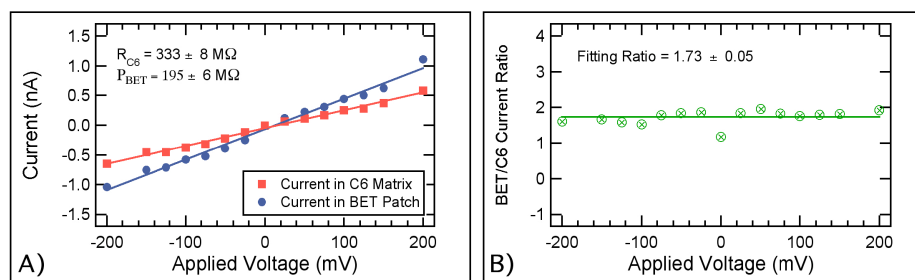 R_C6 = 333 ± 8 MΩ
P_BET = 195 ± 6 MΩ
Current (nA)
1.5
1.0
0.5
0.0
-0.5
-1.0
-1.5
Current in C6 Matrix
Current in BET Patch
-200
-100
0
100
200
Applied Voltage (mV)
A)
Fitting Ratio = 1.73 ± 0.05
BET/C6 Current Ratio
4
3
2
1
0
-1
-200
-100
0
100
200
Applied Voltage (mV)
B)